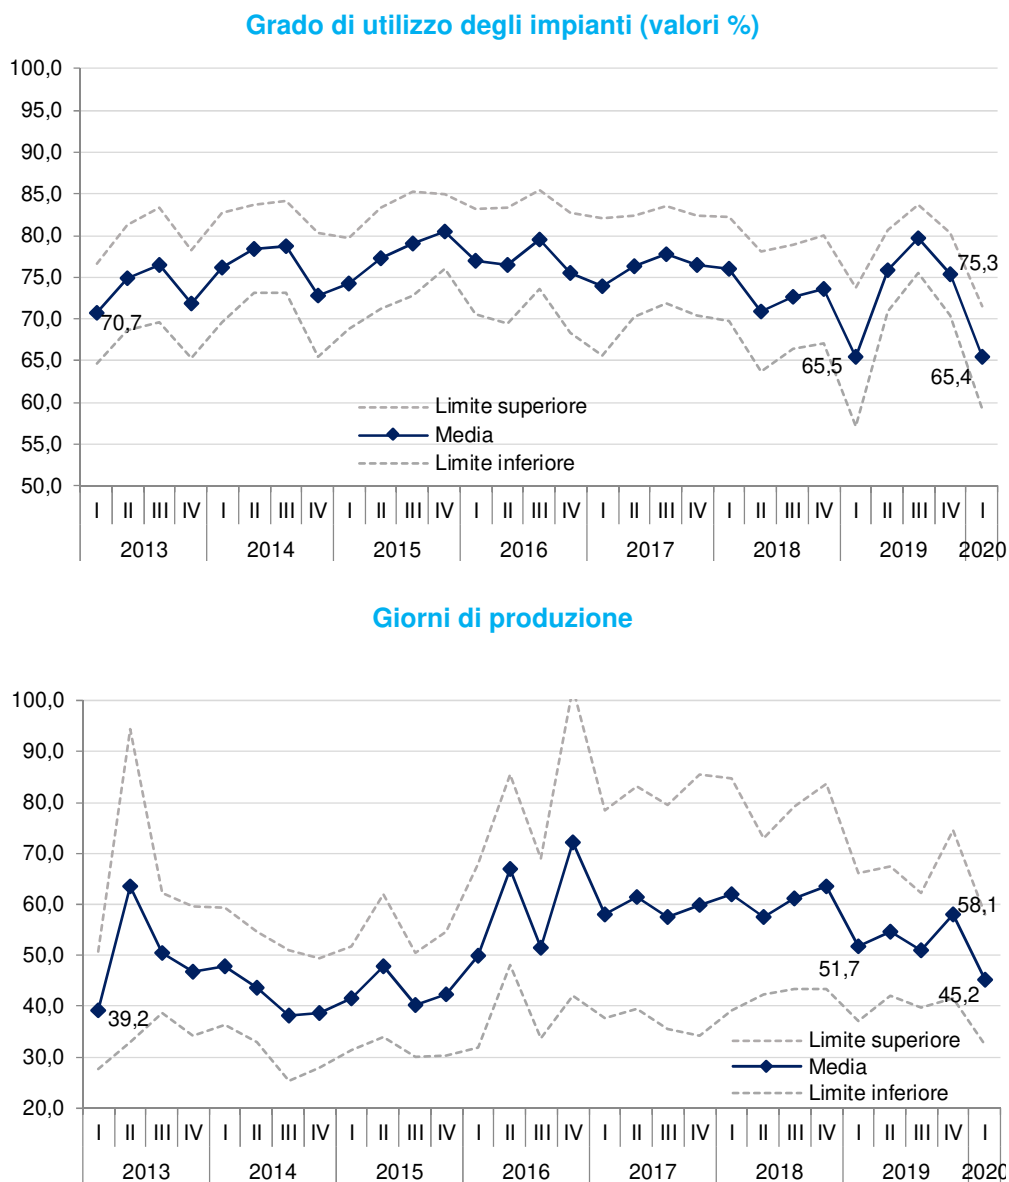 Grado di utilizzo degli impianti (valori %)
100,0
95,0
90,0
85,0
80,0
75,0
70,0
65,0
60,0
55,0
50,0
70,7
65,5
75,3
65,4
Limite superiore
Media
Limite inferiore
I II III IV I II III IV I II III IV I II III IV I II III IV I II III IV I II III IV I
2013 2014 2015 2016 2017 2018 2019 2020
Giorni di produzione
100,0
90,0
80,0
70,0
60,0
50,0
40,0
30,0
20,0
39,2
51,7
58,1
45,2
Limite superiore
Media
Limite inferiore
I II III IV I II III IV I II III IV I II III IV I II III IV I II III IV I II III IV I
2013 2014 2015 2016 2017 2018 2019 2020